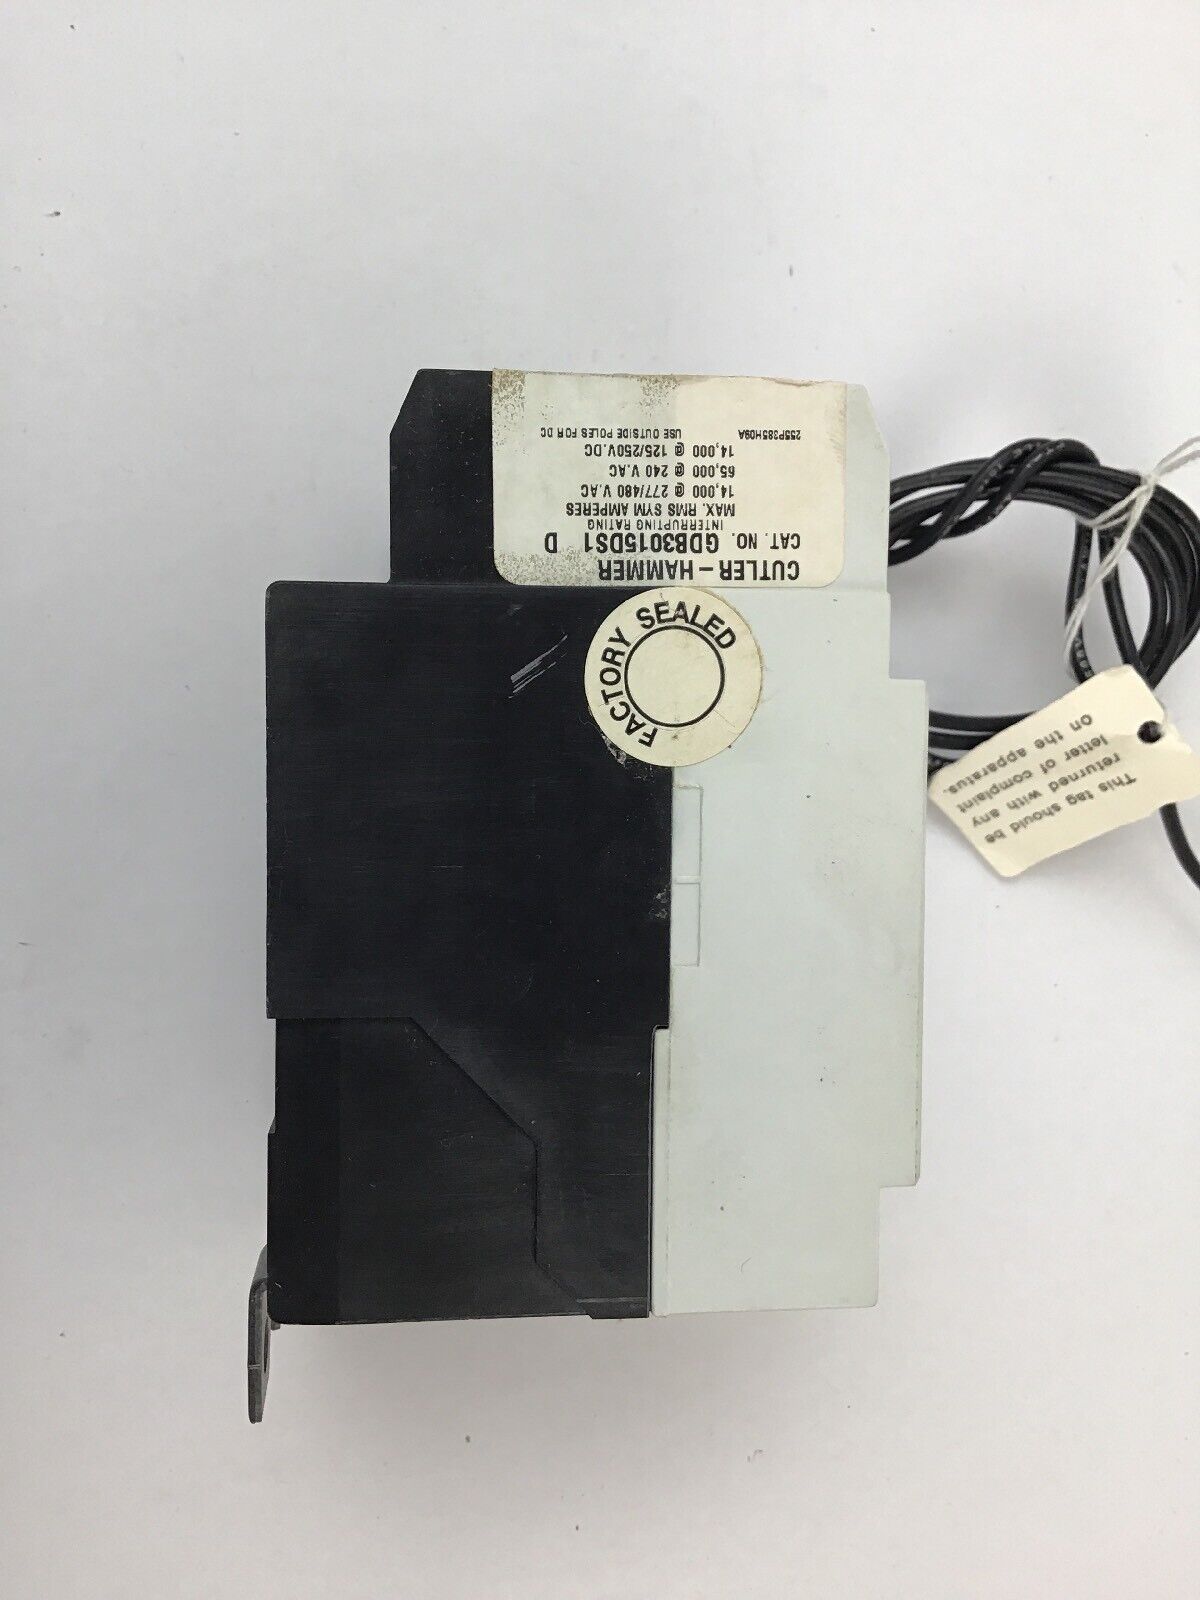 CUTLER-HAMMER
CAT. NO. GDB3015DS1 D
INTERRUPTING RATING
MAX. RMS SYM AMPERES
14,000 @ 277/480 V.AC
65,000 @ 240 V.AC
14,000 @ 125/250V.DC
255P385H09A USE OUTSIDE POLES FOR DC
FACTORY SEALED
This tag should be
returned with any
letter of complaint
on the apparatus.